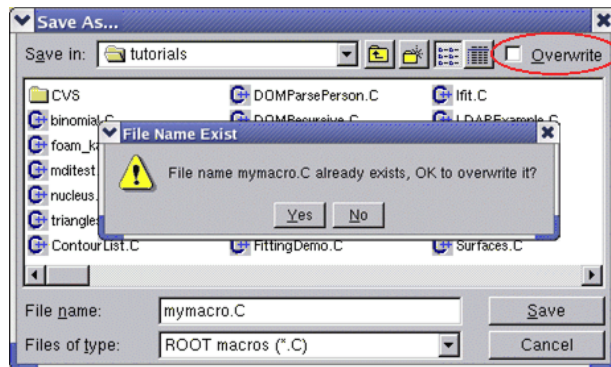 Save As...
Save in: tutorials Overwrite
CVS DOMParsePerson.C Ifit.C
binomial.C DOMRecursive.C LDAPExample.C
File Name Exist
File name mymacro.C already exists, OK to overwrite it?
Yes No
mditest
nucleus.
triangles
ContourList.C FittingDemo.C Surfaces.C
File name: mymacro.C Save
Files of type: ROOT macros (*.C) Cancel